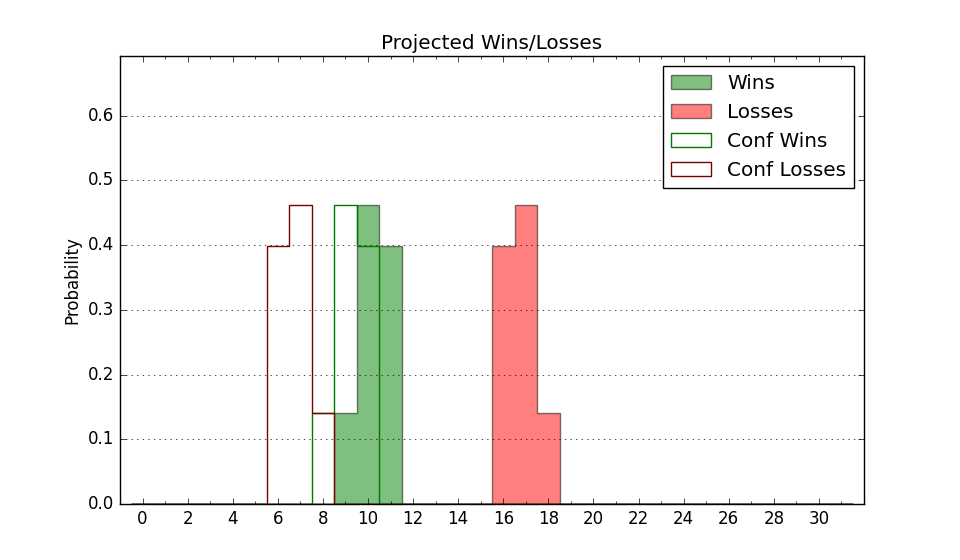 Projected Wins/Losses
Wins
Losses
Conf Wins
Conf Losses
Probability
0.6
0.5
0.4
0.3
0.2
0.1
0.0
0 2 4 6 8 10 12 14 16 18 20 22 24 26 28 30